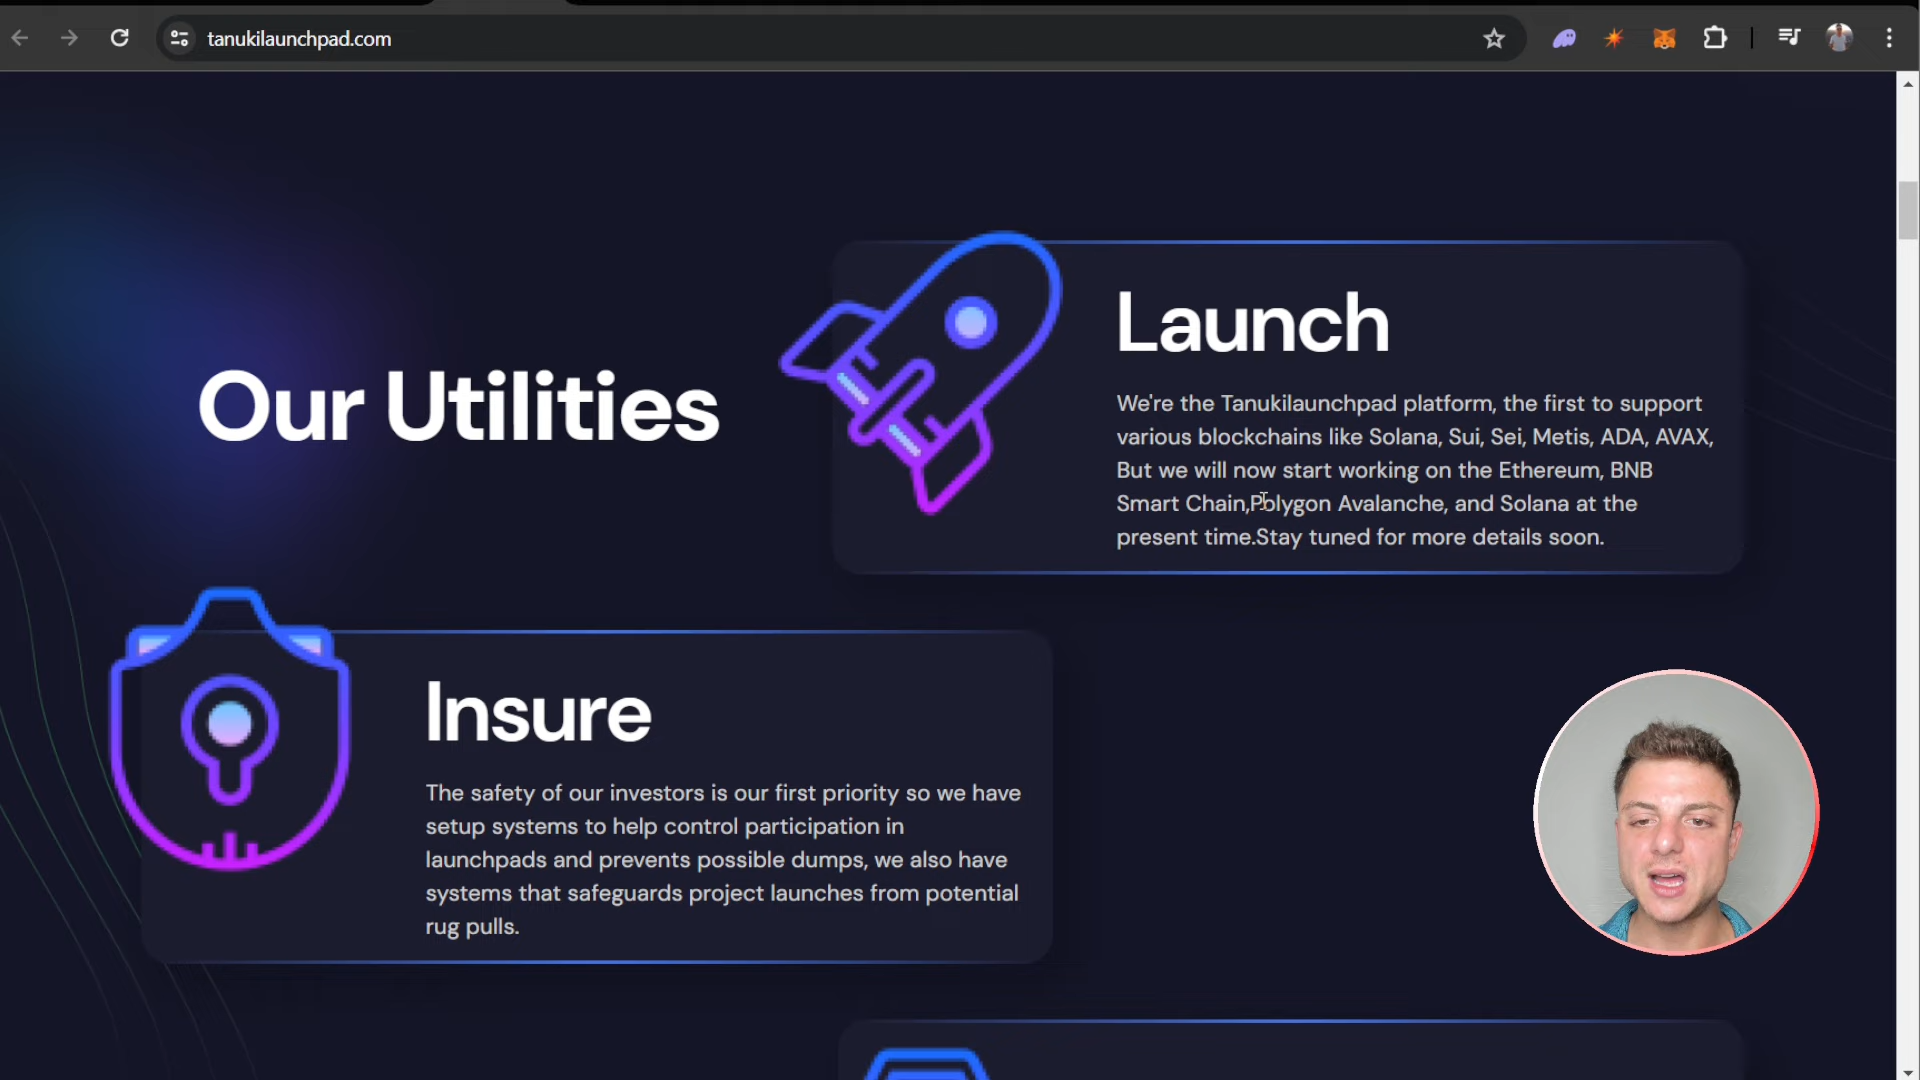 tanukilaunchpad.com
Our Utilities
Launch
We're the Tanukilaunchpad platform, the first to support
various blockchains like Solana, Sui, Sei, Metis, ADA, AVAX,
But we will now start working on the Ethereum, BNB
Smart Chain,Polygon Avalanche, and Solana at the
present time.Stay tuned for more details soon.
Insure
The safety of our investors is our first priority so we have
setup systems to help control participation in
launchpads and prevents possible dumps, we also have
systems that safeguards project launches from potential
rug pulls.